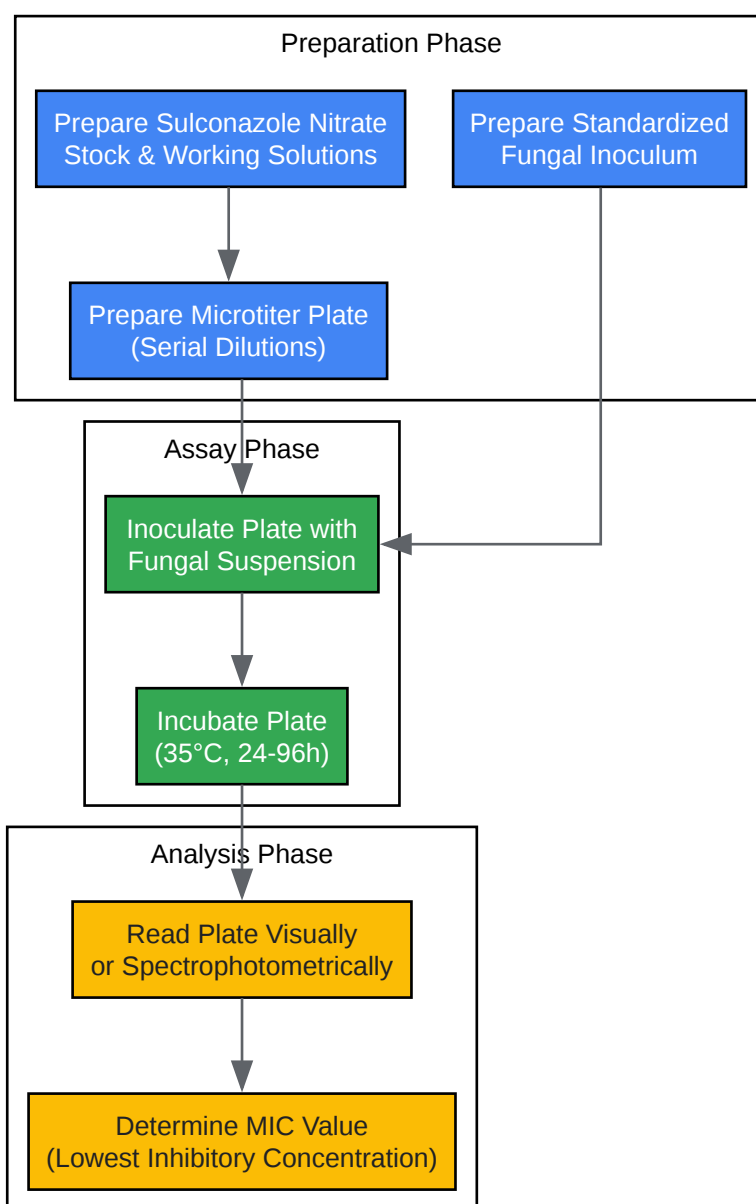 Preparation Phase
Prepare Sulconazole Nitrate
Stock & Working Solutions
Prepare Standardized
Fungal Inoculum
Prepare Microtiter Plate
(Serial Dilutions)
Assay Phase
Inoculate Plate with
Fungal Suspension
Incubate Plate
(35°C, 24-96h)
Analysis Phase
Read Plate Visually
or Spectrophotometrically
Determine MIC Value
(Lowest Inhibitory Concentration)